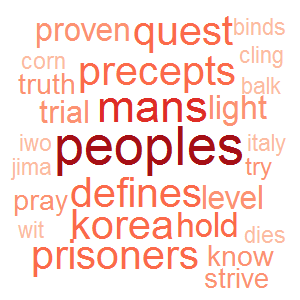 proven quest binds
corn precepts cling
truth balk
trial mans light
iwo peoples italy
jima try
pray defines level
wit korea hold dies
prisoners know
strive